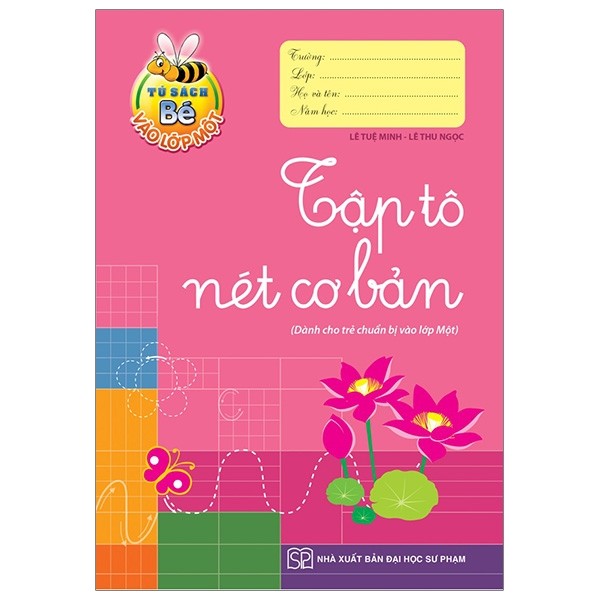 TỦ SÁCH
Bé
VÀO LỚP MỘT
Trường:
Lớp:
Họ và tên:
Năm học:
LÊ TUỆ MINH - LÊ THU NGỌC
Tập tô
nét cơ bản
(Dành cho trẻ chuẩn bị vào lớp Một)
SP
NHÀ XUẤT BẢN ĐẠI HỌC SƯ PHẠM